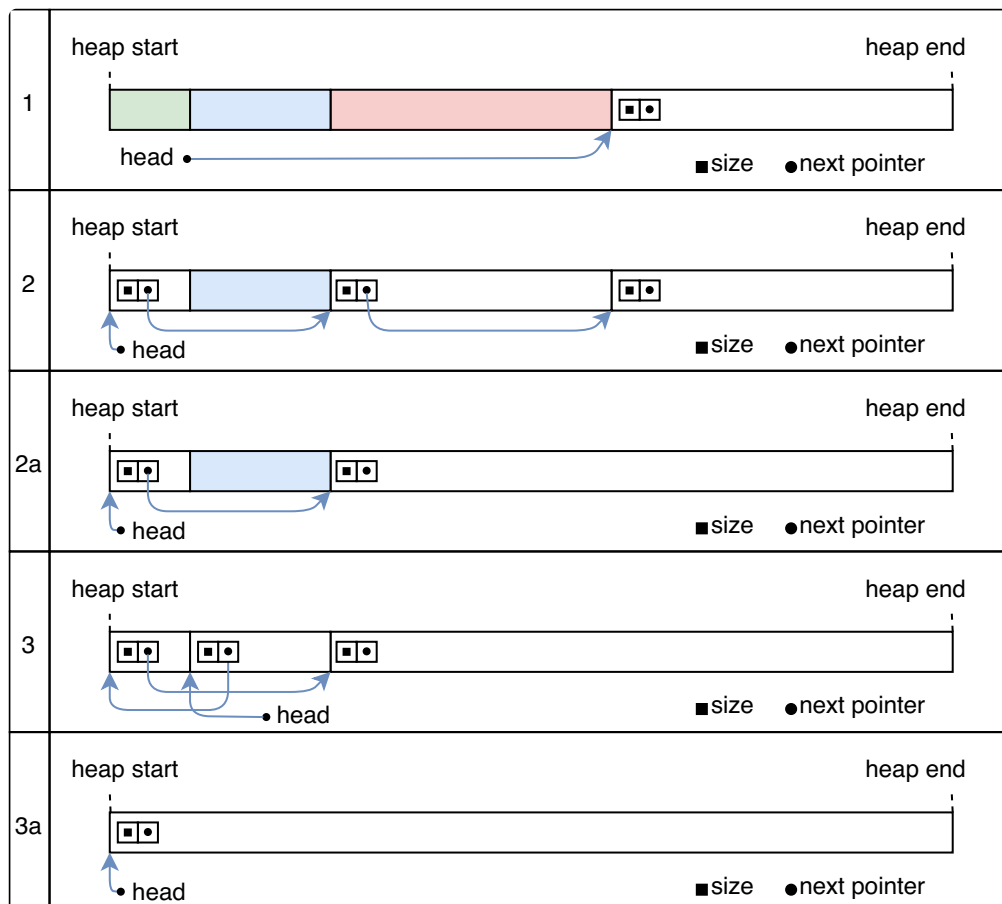 1
heap start
heap end
head
size
next pointer
2
heap start
heap end
head
size
next pointer
2a
heap start
heap end
head
size
next pointer
3
heap start
heap end
head
size
next pointer
3a
heap start
heap end
head
size
next pointer